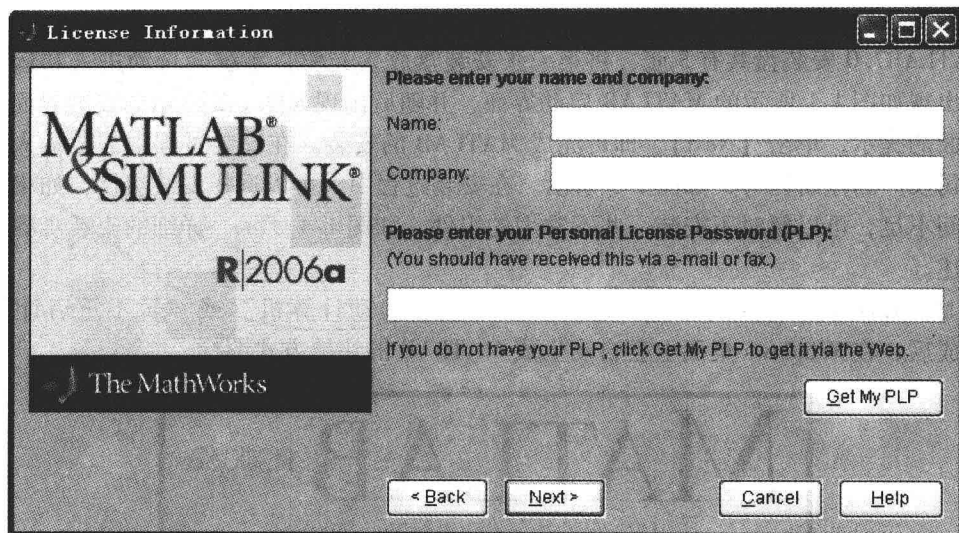 License Information
MATLAB®
&SIMULINK®
R|2006a
The MathWorks
Please enter your name and company:
Name:
Company:
Please enter your Personal License Password (PLP):
(You should have received this via e-mail or fax.)
If you do not have your PLP, click Get My PLP to get it via the Web.
Get My PLP
< Back
Next >
Cancel
Help